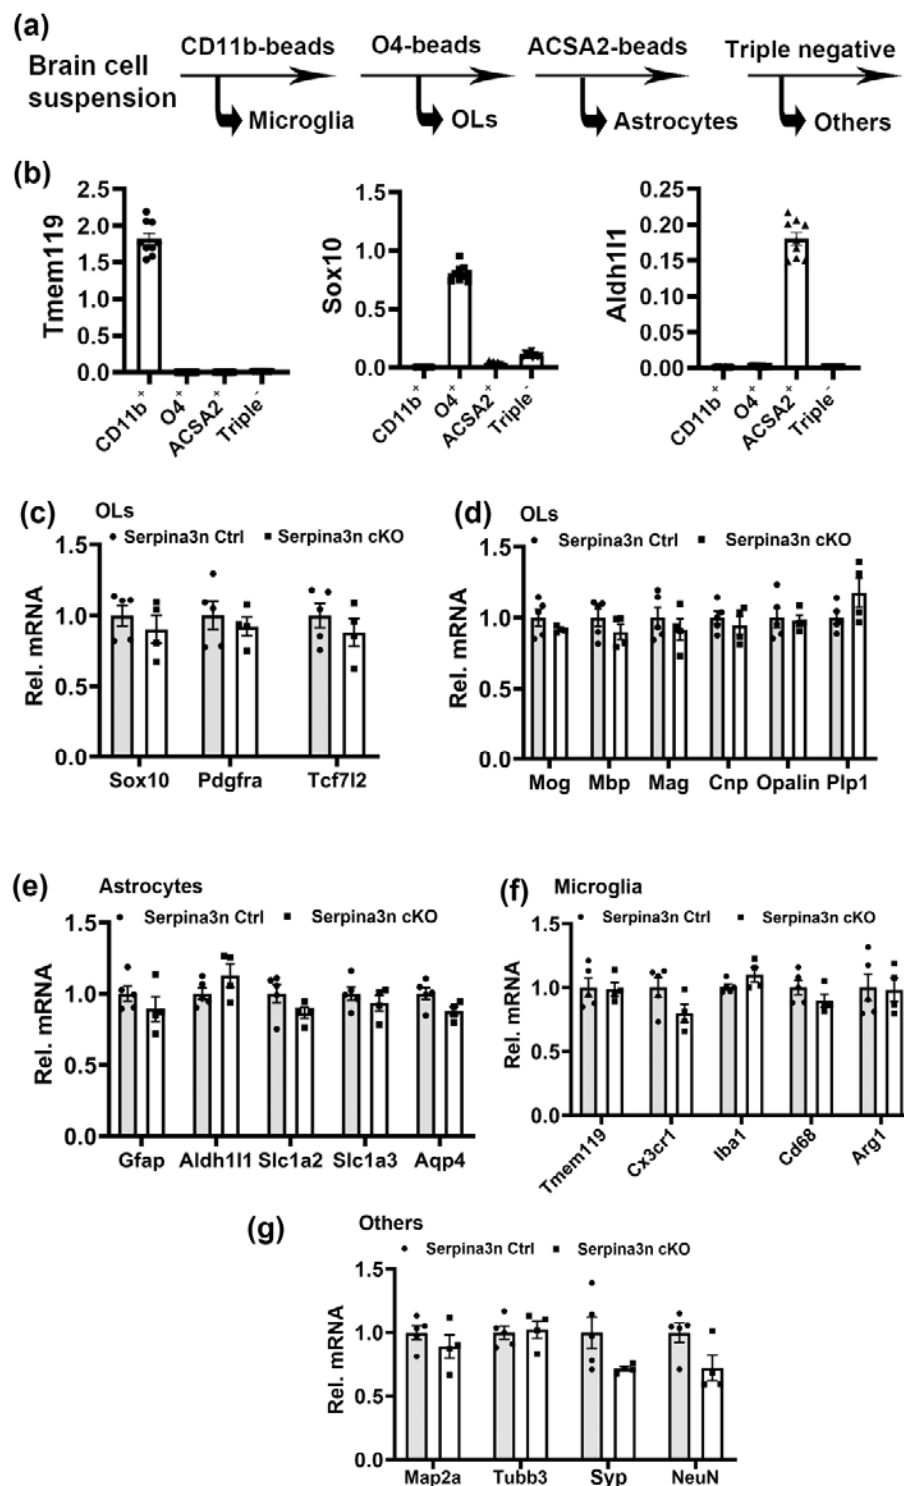 (a)
CD11b-beads O4-beads ACSA2-beads Triple negative
Brain cell
suspension
Microglia OLs Astrocytes Others
(b)
Tmem119
2.5
2.0
1.5
1.0
0.5
0.0
CD11b⁺ O4⁺ ACSA2⁺ Triple⁻
Sox10
1.5
1.0
0.5
0.0
CD11b⁺ O4⁺ ACSA2⁺ Triple⁻
Aldh1l1
0.25
0.20
0.15
0.10
0.05
0.00
CD11b⁺ O4⁺ ACSA2⁺ Triple⁻
(c)
OLs
Serpina3n Ctrl Serpina3n cKO
Rel. mRNA
1.5
1.0
0.5
0.0
Sox10 Pdgfra Tcf7l2
(d)
OLs
Serpina3n Ctrl Serpina3n cKO
Rel. mRNA
1.5
1.0
0.5
0.0
Mog Mbp Mag Cnp Opalin Plp1
(e)
Astrocytes
Serpina3n Ctrl Serpina3n cKO
Rel. mRNA
1.5
1.0
0.5
0.0
Gfap Aldh1l1 Slc1a2 Slc1a3 Aqp4
(f)
Microglia
Serpina3n Ctrl Serpina3n cKO
Rel. mRNA
1.5
1.0
0.5
0.0
Tmem119 Cx3cr1 Iba1 Cd68 Arg1
(g)
Others
Serpina3n Ctrl Serpina3n cKO
Rel. mRNA
1.5
1.0
0.5
0.0
Map2a Tubb3 Syp NeuN